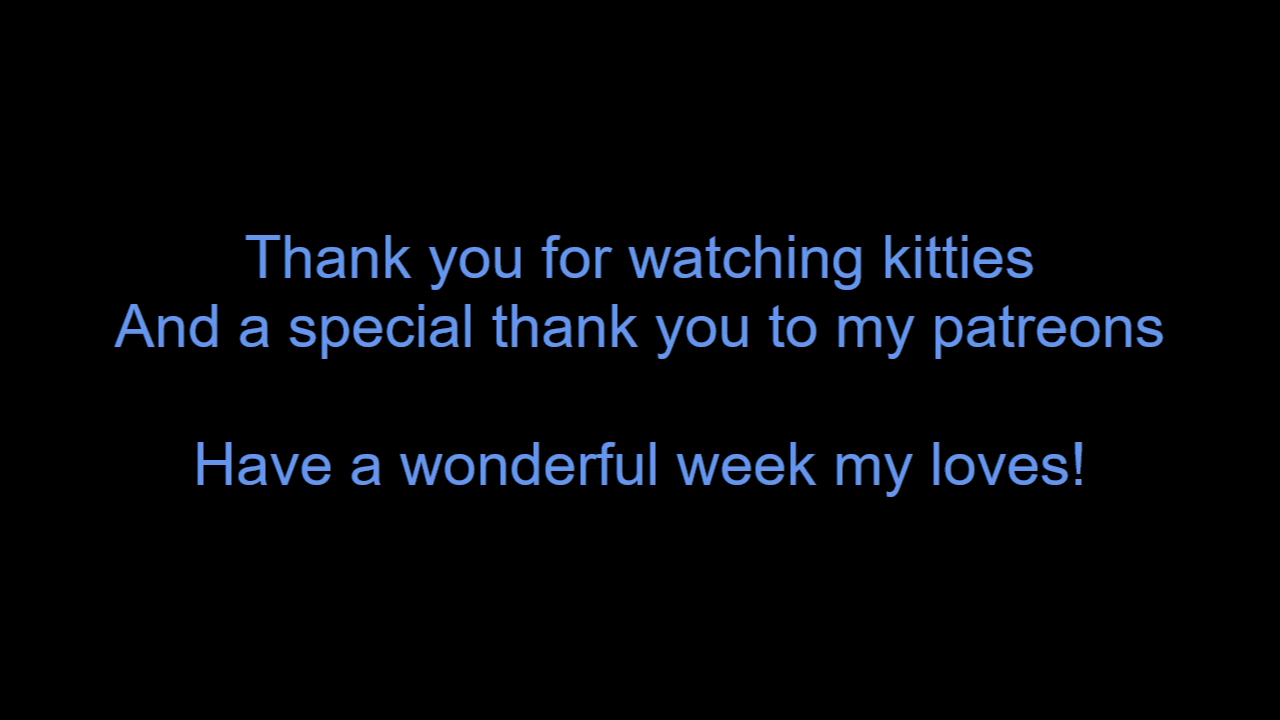 Thank you for watching kitties
And a special thank you to my patreons
Have a wonderful week my loves!